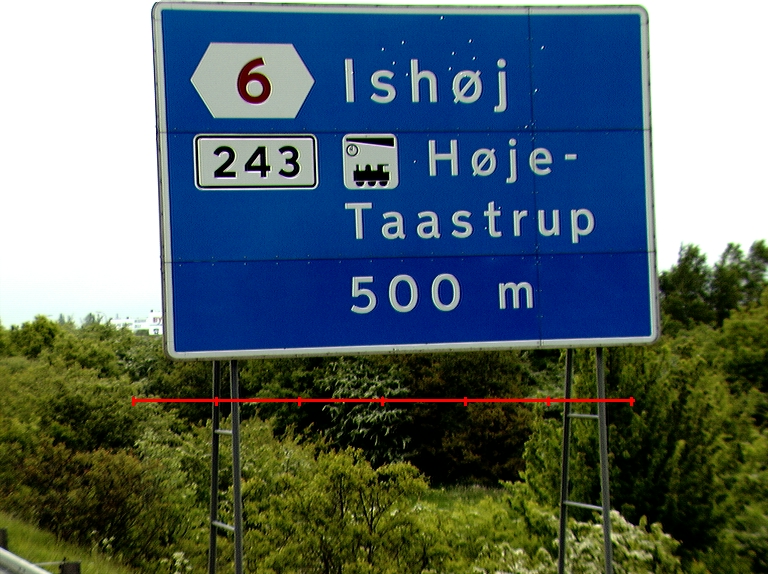 6 Ishøj
243 Høje-
Taastrup
500 m